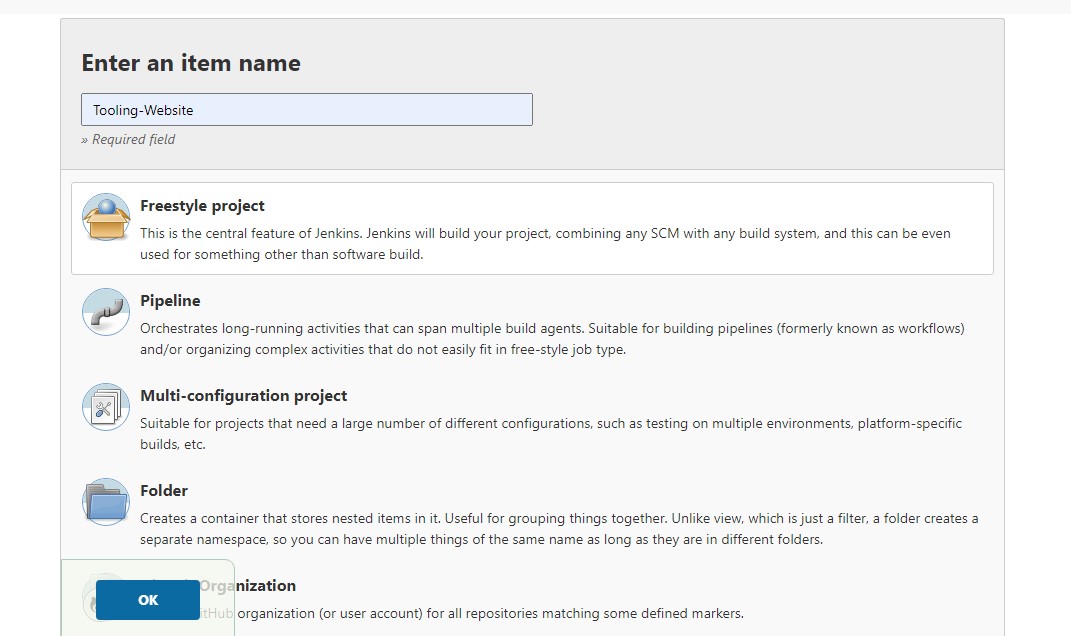 Enter an item name
Tooling-Website
» Required field
Freestyle project
This is the central feature of Jenkins. Jenkins will build your project, combining any SCM with any build system, and this can be even
used for something other than software build.
Pipeline
Orchestrates long-running activities that can span multiple build agents. Suitable for building pipelines (formerly known as workflows)
and/or organizing complex activities that do not easily fit in free-style job type.
Multi-configuration project
Suitable for projects that need a large number of different configurations, such as testing on multiple environments, platform-specific
builds, etc.
Folder
Creates a container that stores nested items in it. Useful for grouping things together. Unlike view, which is just a filter, a folder creates a
separate namespace, so you can have multiple things of the same name as long as they are in different folders.
Organization
OK
itHub organization (or user account) for all repositories matching some defined markers.